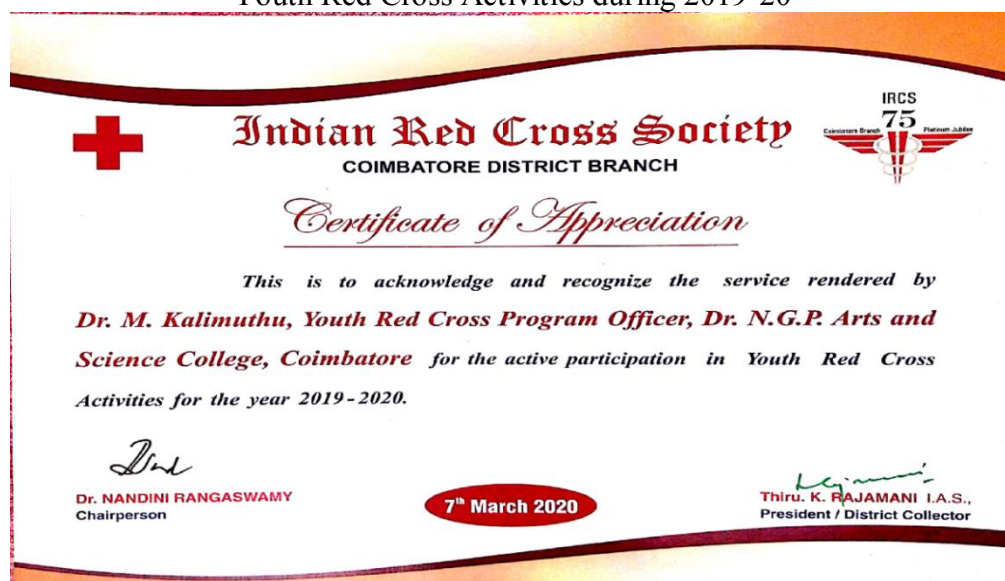 Youth Red Cross Activities during 2019-20
IRCS
75
Coimbatore Branch Platinum Jubilee
Indian Red Cross Society
COIMBATORE DISTRICT BRANCH
Certificate of Appreciation
This is to acknowledge and recognize the service rendered by
Dr. M. Kalimuthu, Youth Red Cross Program Officer, Dr. N.G.P. Arts and
Science College, Coimbatore for the active participation in Youth Red Cross
Activities for the year 2019-2020.
Dr. NANDINI RANGASWAMY
Chairperson
7th March 2020
Thiru. K. RAJAMANI I.A.S.,
President / District Collector